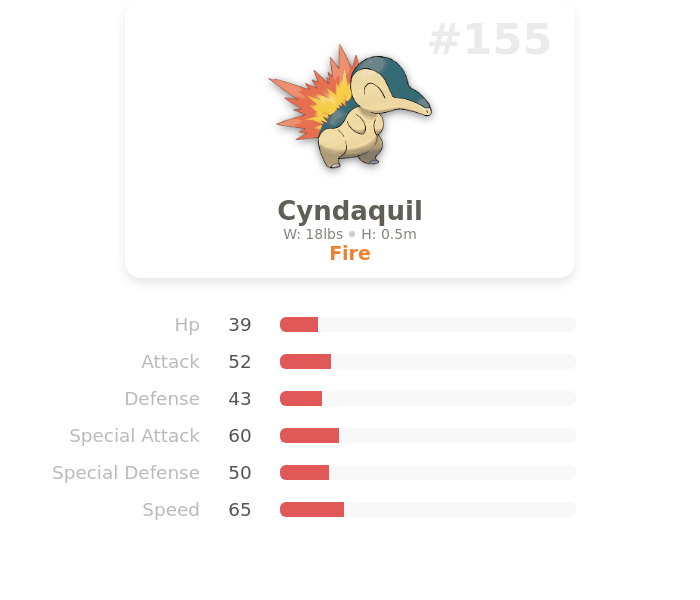 #155
Cyndaquil
W: 18lbs • H: 0.5m
Fire
Hp 39
Attack 52
Defense 43
Special Attack 60
Special Defense 50
Speed 65